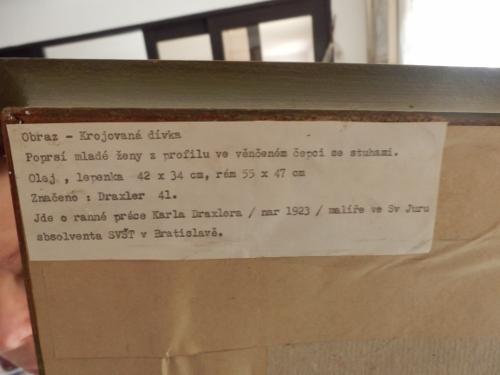 Obraz - Krojovaná dívka
Poprsí mladé ženy z profilu ve věnčeném čepci se stuhami.
Olej , lepenka 42 x 34 cm, rám 55 x 47 cm
Značeno : Draxler 41.
Jde o ranné práce Karla Draxlera / nar 1923 / malíře ve Sv Juru
absolventa SVŠT v Bratislavě.